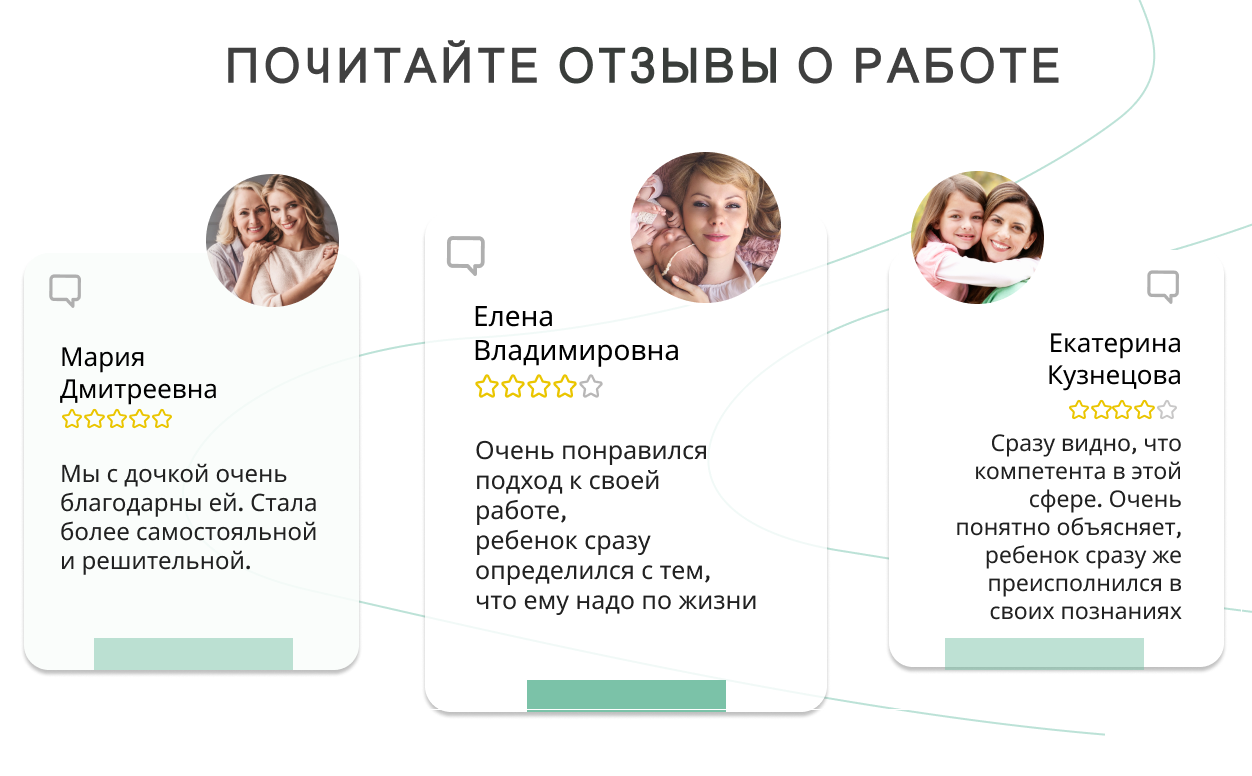 ПОЧИТАЙТЕ ОТЗЫВЫ О РАБОТЕ
Мария
Дмитреевна
Мы с дочкой очень
благодарны ей. Стала
более самостояльной
и решительной.
Елена
Владимировна
Очень понравился
подход к своей
работе,
ребенок сразу
определился с тем,
что ему надо по жизни
Екатерина
Кузнецова
Сразу видно, что
компетента в этой
сфере. Очень
понятно объясняет,
ребенок сразу же
преисполнился в
своих познаниях